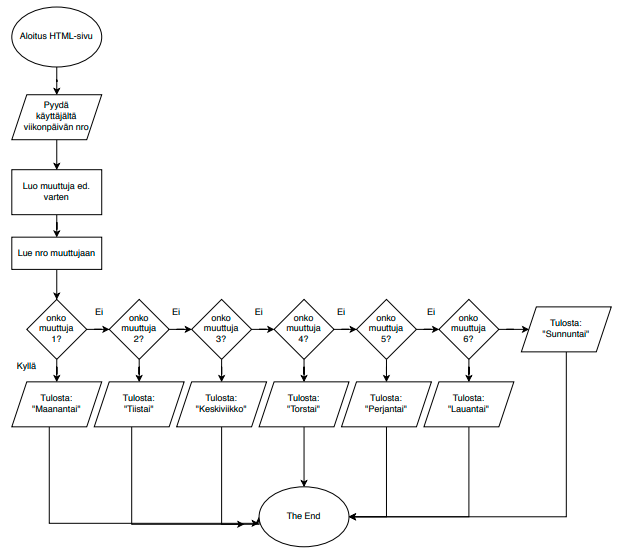 Aloitus HTML-sivu
Pyydä
käyttäjältä
viikonpäivän nro
Luo muuttuja ed.
varten
Lue nro muuttujaan
onko
muuttuja
1?
Ei
onko
muuttuja
2?
Ei
onko
muuttuja
3?
Ei
onko
muuttuja
4?
Ei
onko
muuttuja
5?
Ei
onko
muuttuja
6?
Tulosta:
"Sunnuntai"
Kyllä
Tulosta:
"Maanantai"
Tulosta:
"Tiistai"
Tulosta:
"Keskiviikko"
Tulosta:
"Torstai"
Tulosta:
"Perjantai"
Tulosta:
"Lauantai"
The End